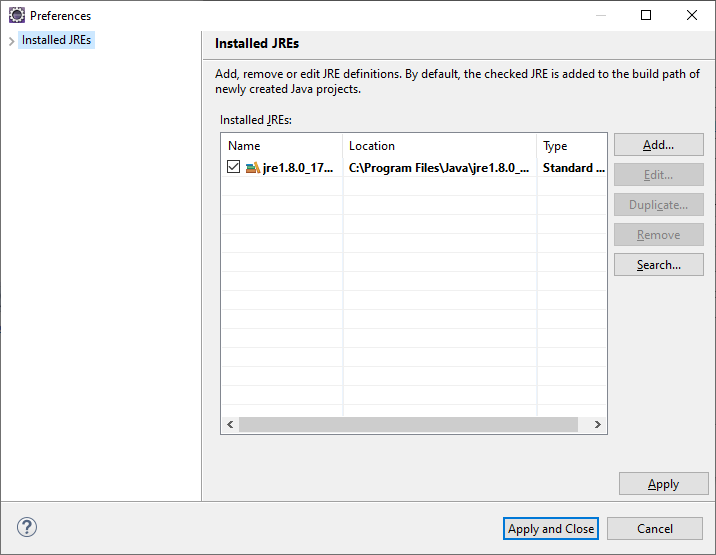 Preferences
Installed JREs
Installed JREs
Add, remove or edit JRE definitions. By default, the checked JRE is added to the build path of
newly created Java projects.
Installed JREs:
Name Location Type
jre1.8.0_17... C:\Program Files\Java\jre1.8.0_... Standard ...
Add...
Edit...
Duplicate...
Remove
Search...
Apply
? Apply and Close Cancel